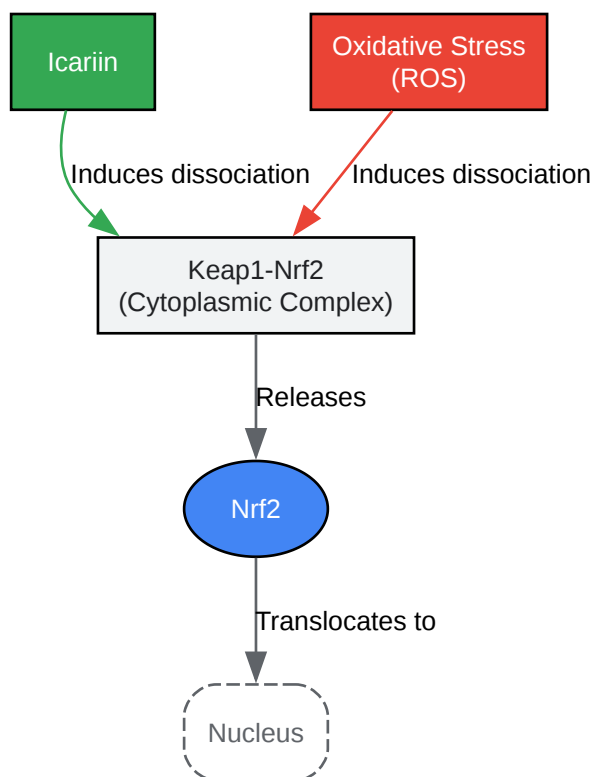 Icariin
Oxidative Stress
(ROS)
Induces dissociation
Induces dissociation
Keap1-Nrf2
(Cytoplasmic Complex)
Releases
Nrf2
Translocates to
Nucleus